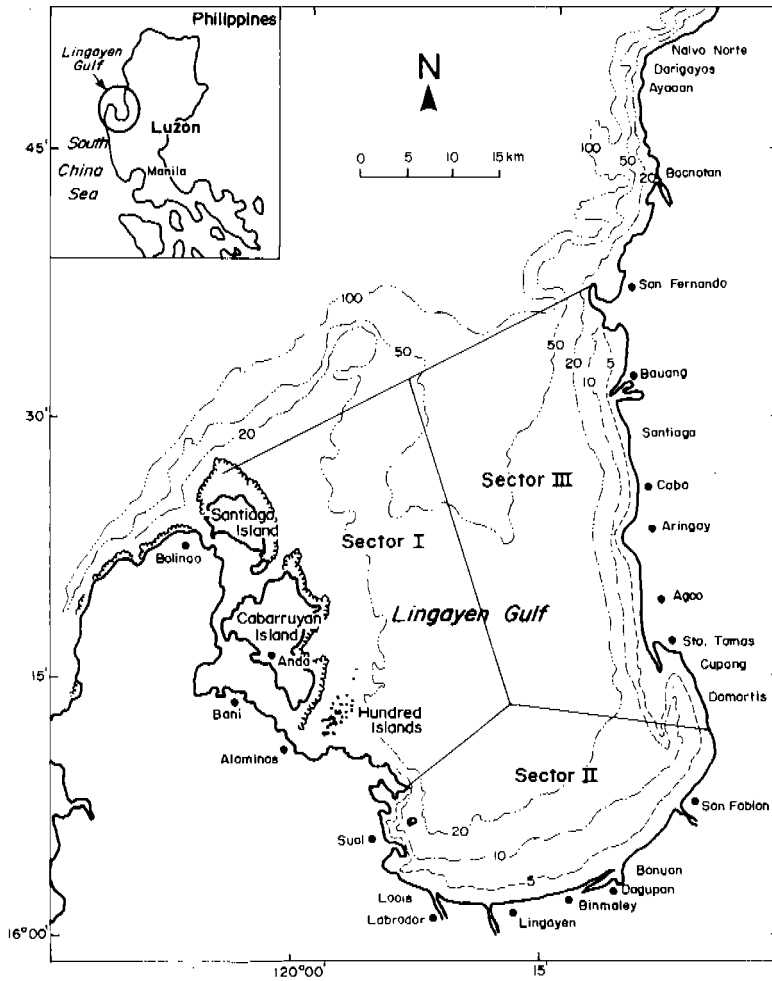 Philippines
Lingayen
Gulf
Luzon
South
China
Sea
Manila
N
0 5 10 15 km
Nalvo Norte
Darigayos
Ayaoan
100
50
20
Bacnotan
45'
San Fernando
100
50
20
50
20
10
5
Bauang
30'
Santiago
Sector III
Caba
Santiago
Island
Sector I
Aringay
Bolinao
Lingayen Gulf
Agoo
Cabarruyan
Island
Anda
Sto. Tomas
15'
Cupang
Damortis
Bani
Hundred
Islands
Alaminos
Sector II
San Fabian
20
Sual
10
5
Bonuan
Dagupan
Binmaley
Laois
Labrador
Lingayen
16°00'
120°00'
15'